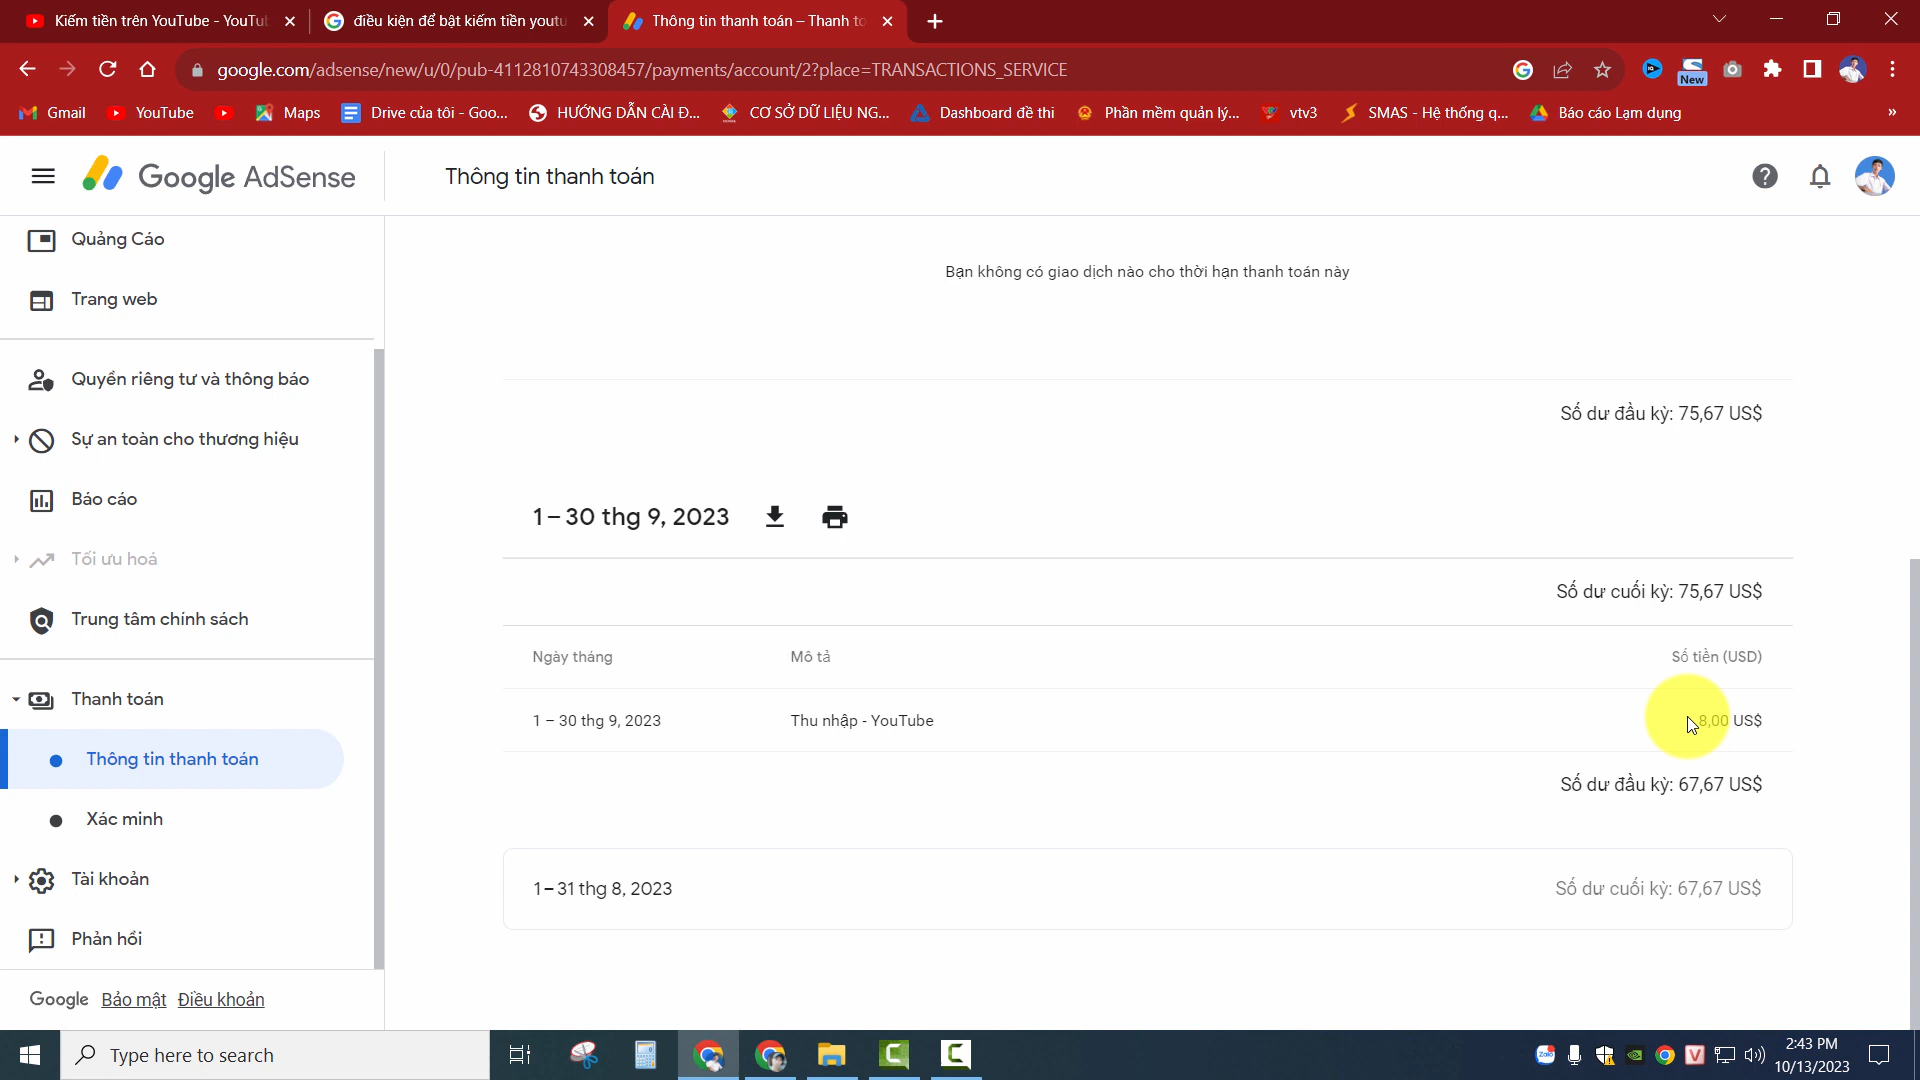 Kiếm tiền trên YouTube - YouTu
điều kiện để bật kiếm tiền youtu
Thông tin thanh toán – Thanh to
google.com/adsense/new/u/0/pub-4112810743308457/payments/account/2?place=TRANSACTIONS_SERVICE
New
Gmail
YouTube
Maps
Drive của tôi - Goo...
HƯỚNG DẪN CÀI Đ...
CƠ SỞ DỮ LIỆU NG...
Dashboard đề thi
Phần mềm quản lý...
vtv3
SMAS - Hệ thống q...
Báo cáo Lạm dụng
»
Google AdSense
Thông tin thanh toán
Quảng Cáo
Trang web
Quyền riêng tư và thông báo
Sự an toàn cho thương hiệu
Báo cáo
Tối ưu hoá
Trung tâm chính sách
Thanh toán
Thông tin thanh toán
Xác minh
Tài khoản
Phản hồi
Google Bảo mật Điều khoản
Bạn không có giao dịch nào cho thời hạn thanh toán này
Số dư đầu kỳ: 75,67 US$
1 – 30 thg 9, 2023
Số dư cuối kỳ: 75,67 US$
Ngày tháng Mô tả Số tiền (USD)
1 – 30 thg 9, 2023 Thu nhập - YouTube 8,00 US$
Số dư đầu kỳ: 67,67 US$
1 – 31 thg 8, 2023 Số dư cuối kỳ: 67,67 US$
Type here to search
Zalo
V
2:43 PM
10/13/2023